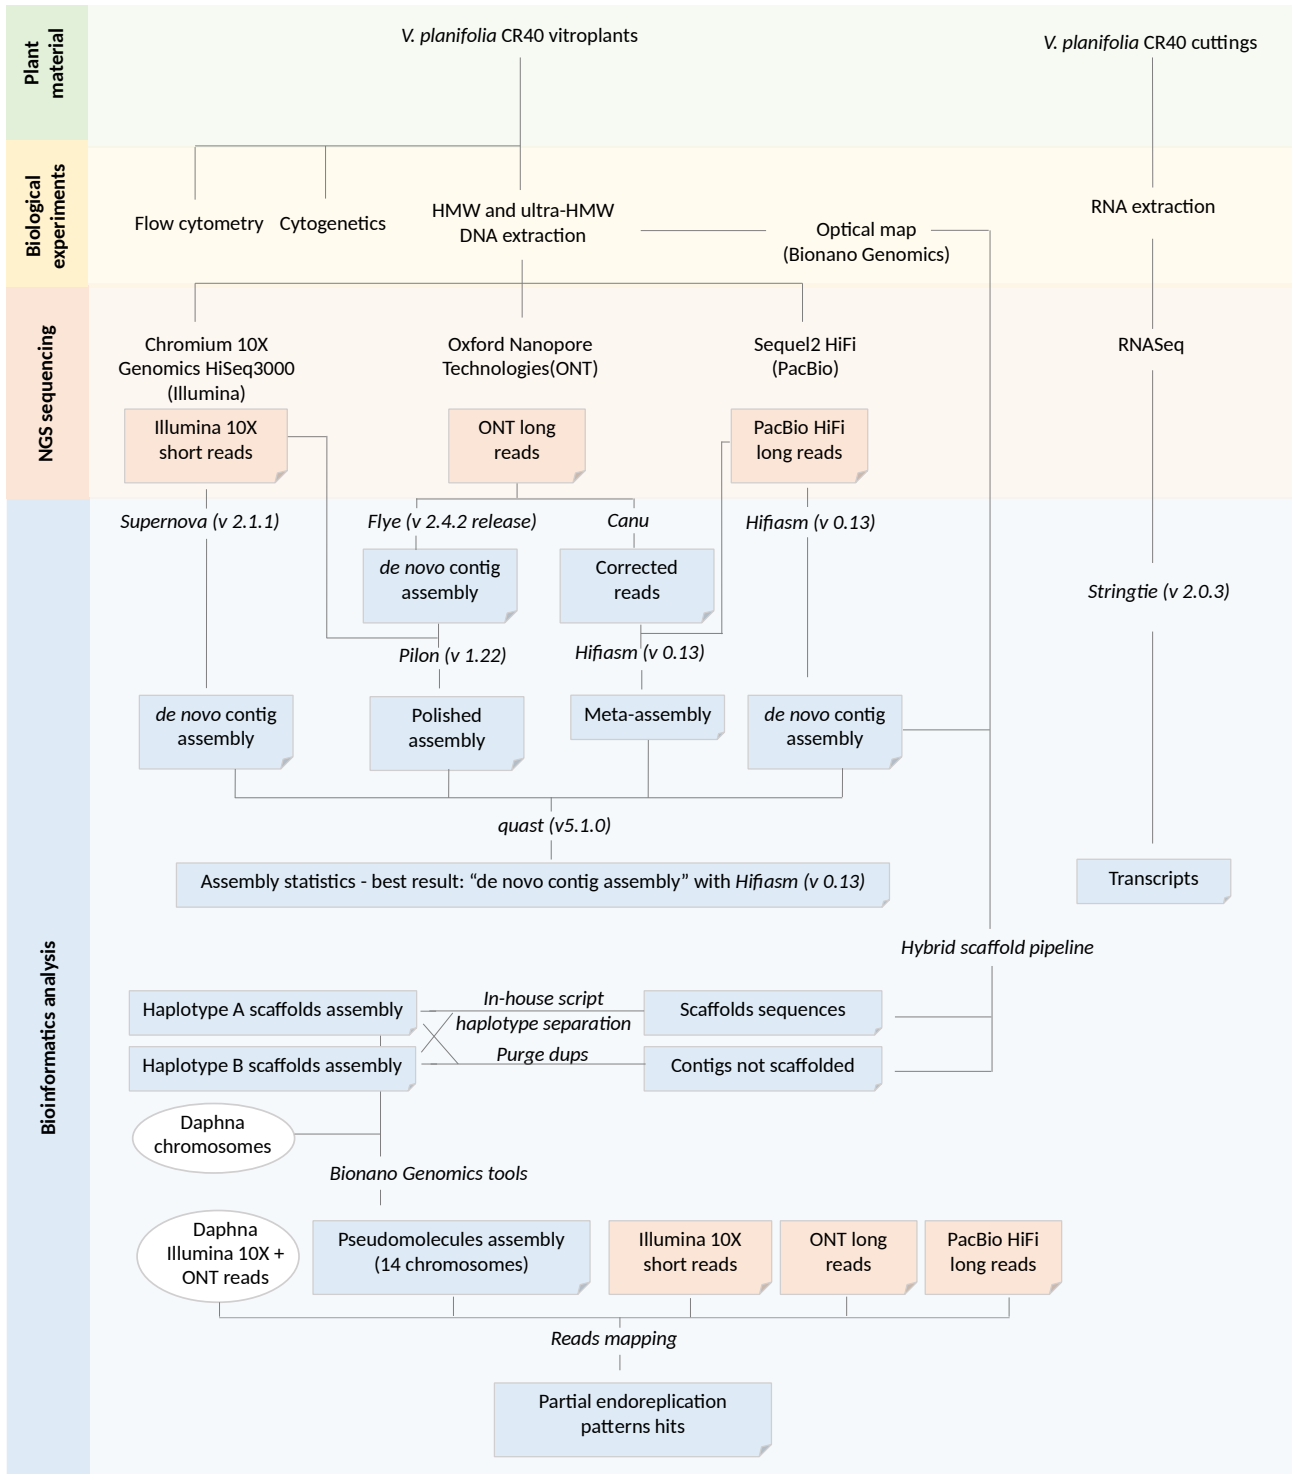 Plant
material
V. planifolia CR40 vitroplants
V. planifolia CR40 cuttings
Biological
experiments
Flow cytometry
Cytogenetics
HMW and ultra-HMW
DNA extraction
Optical map
(Bionano Genomics)
RNA extraction
NGS sequencing
Chromium 10X
Genomics HiSeq3000
(Illumina)
Oxford Nanopore
Technologies(ONT)
Sequel2 HiFi
(PacBio)
RNASeq
Illumina 10X
short reads
ONT long
reads
PacBio HiFi
long reads
Bioinformatics analysis
Supernova (v 2.1.1)
Flye (v 2.4.2 release)
Canu
Hifiasm (v 0.13)
de novo contig
assembly
Corrected
reads
Stringtie (v 2.0.3)
Pilon (v 1.22)
Hifiasm (v 0.13)
de novo contig
assembly
Polished
assembly
Meta-assembly
de novo contig
assembly
quast (v5.1.0)
Assembly statistics - best result: “de novo contig assembly” with Hifiasm (v 0.13)
Transcripts
Hybrid scaffold pipeline
Haplotype A scaffolds assembly
In-house script
haplotype separation
Scaffolds sequences
Haplotype B scaffolds assembly
Purge dups
Contigs not scaffolded
Daphna
chromosomes
Bionano Genomics tools
Daphna
Illumina 10X +
ONT reads
Pseudomolecules assembly
(14 chromosomes)
Illumina 10X
short reads
ONT long
reads
PacBio HiFi
long reads
Reads mapping
Partial endoreplication
patterns hits